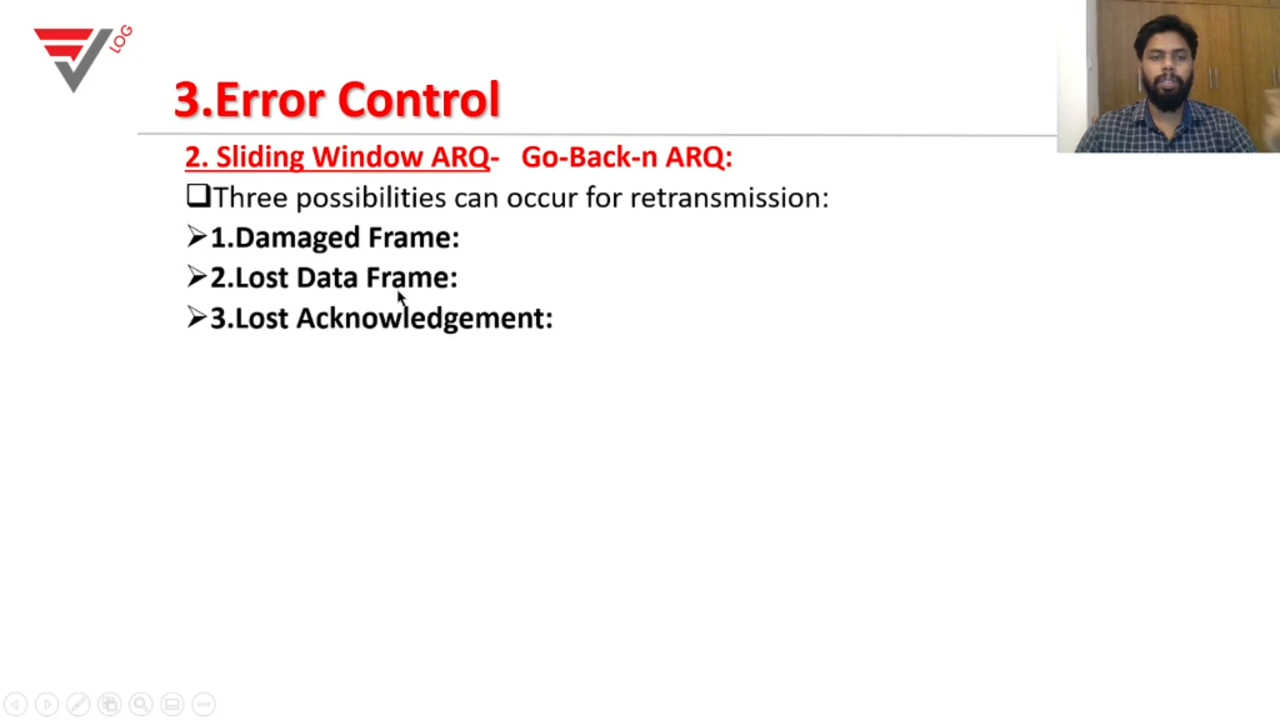 LOG
3.Error Control
2. Sliding Window ARQ- Go-Back-n ARQ:
Three possibilities can occur for retransmission:
1.Damaged Frame:
2.Lost Data Frame:
3.Lost Acknowledgement: